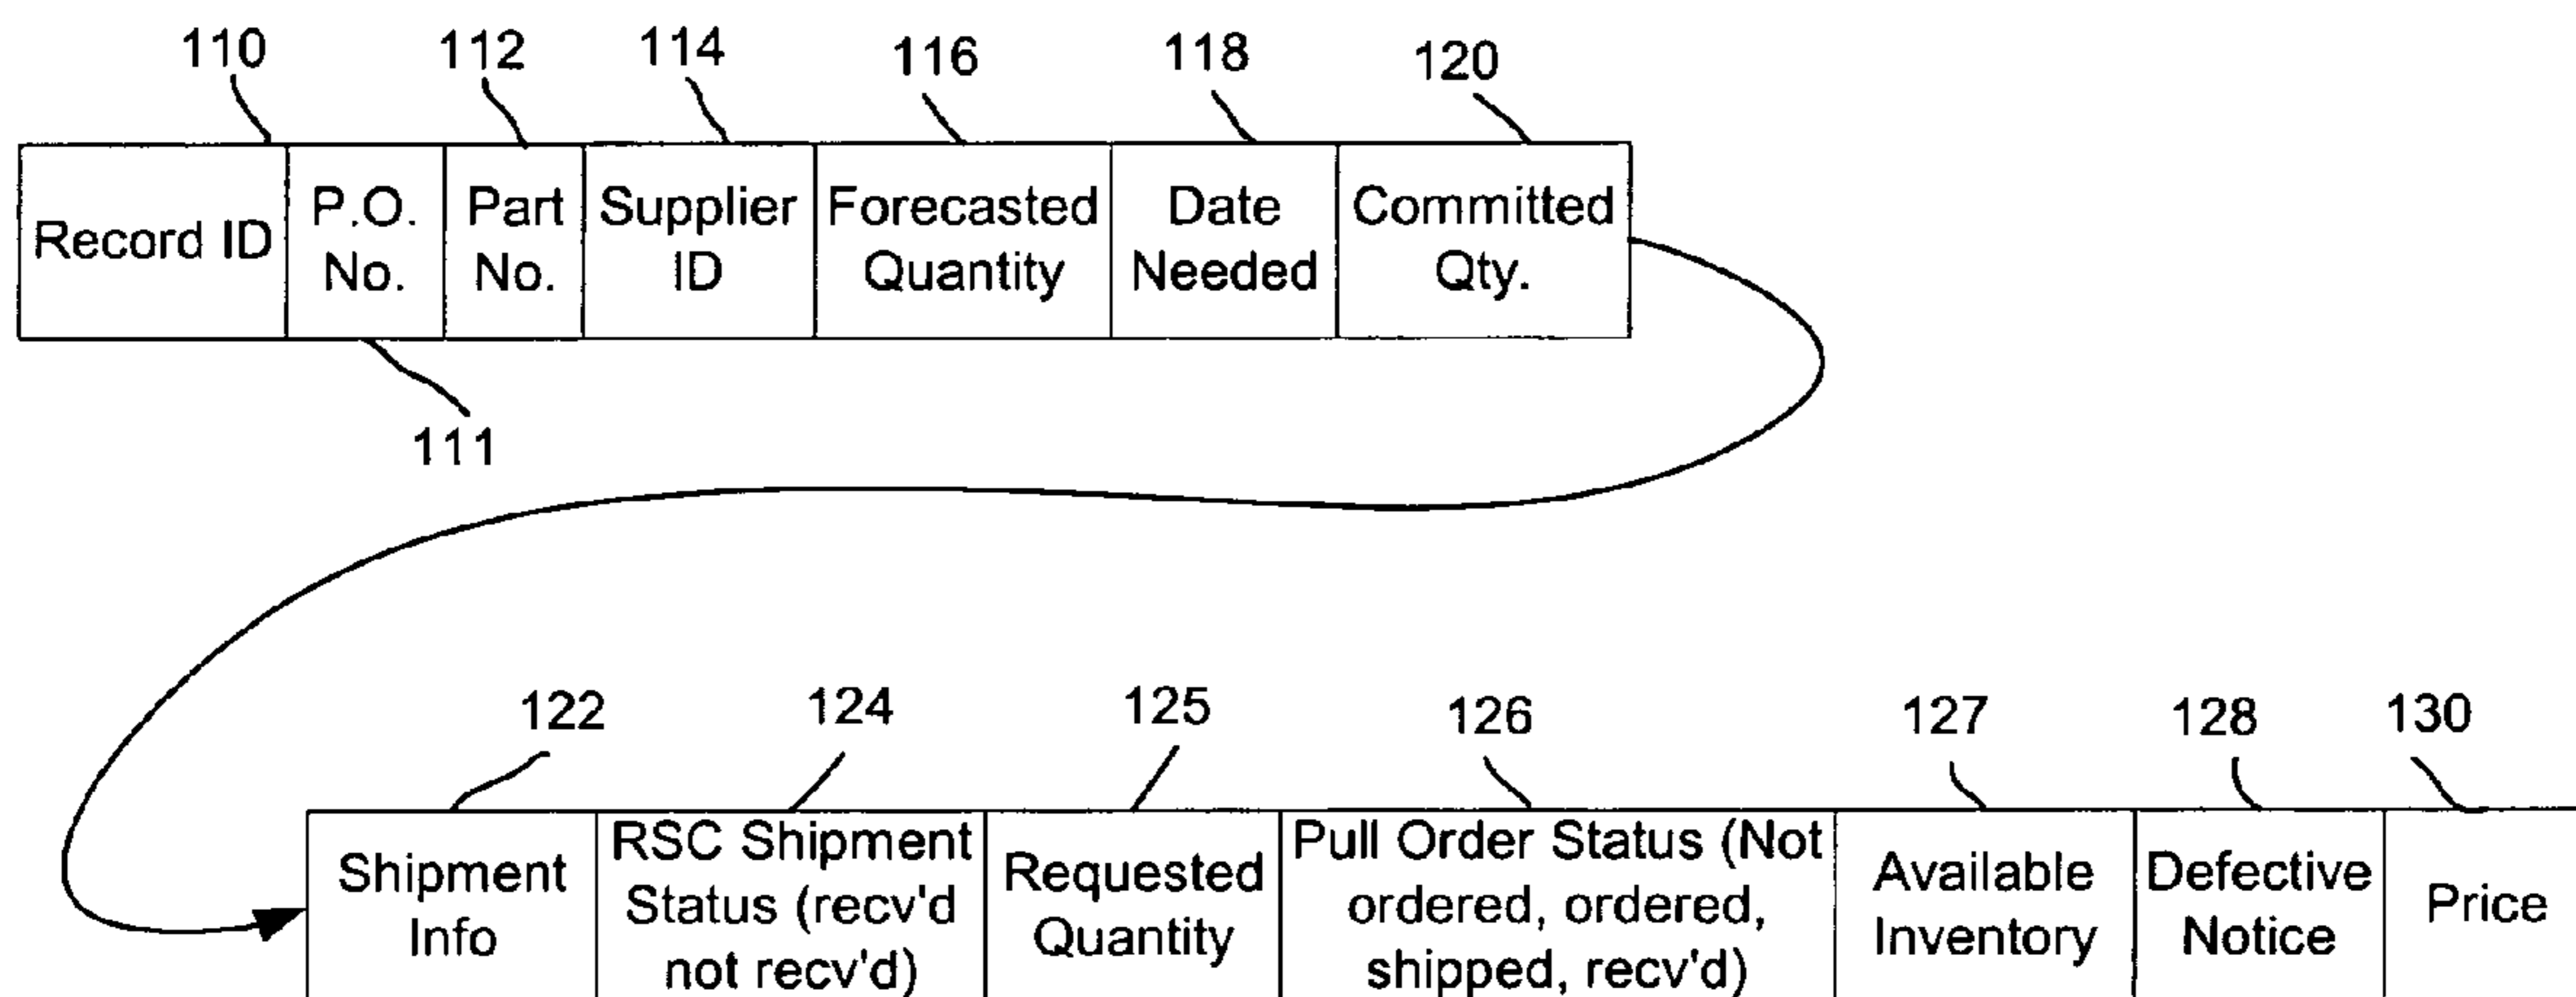 110
112
114
116
118
120
Record ID
P.O.
No.
Part
No.
Supplier
ID
Forecasted
Quantity
Date
Needed
Committed
Qty.
111
122
124
125
126
127
128
130
Shipment
Info
RSC Shipment
Status (recv'd
not recv'd)
Requested
Quantity
Pull Order Status (Not
ordered, ordered,
shipped, recv'd)
Available
Inventory
Defective
Notice
Price